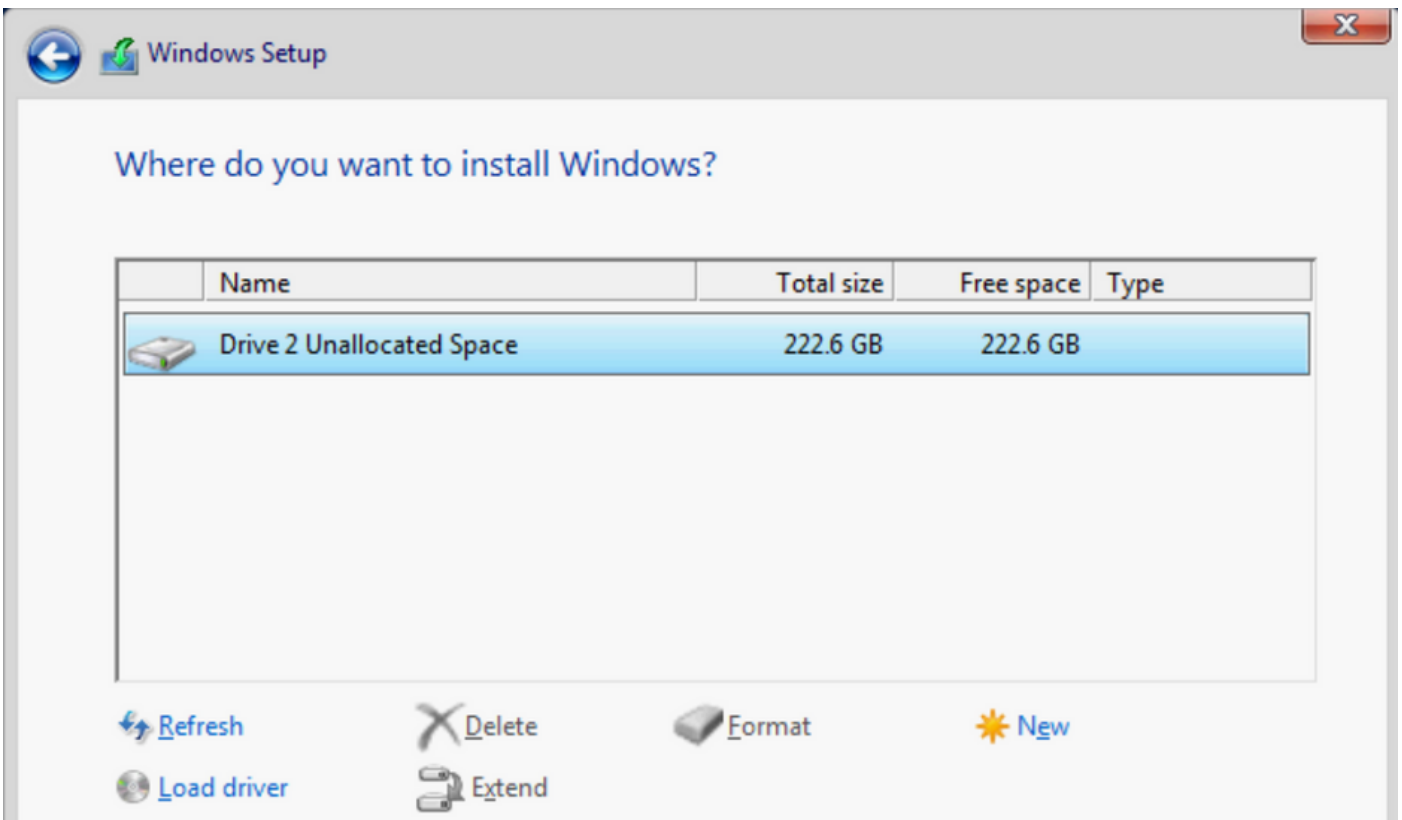 Windows Setup
Where do you want to install Windows?
Name Total size Free space Type
Drive 2 Unallocated Space 222.6 GB 222.6 GB
Refresh Delete Format New
Load driver Extend